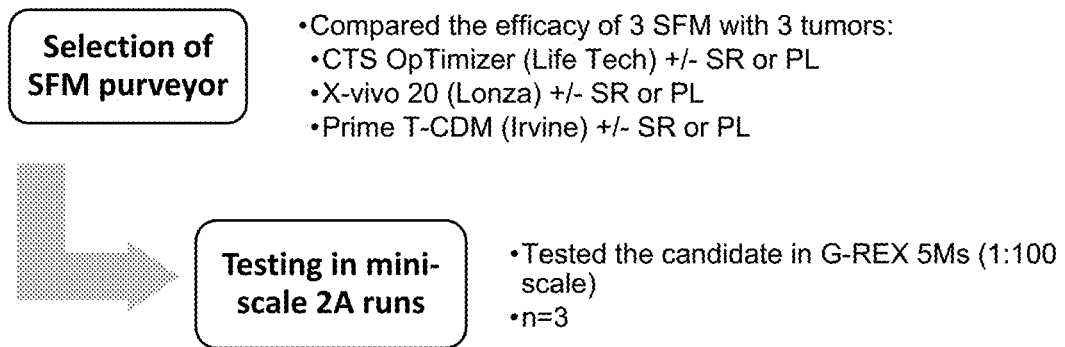 Selection of
SFM purveyor
•Compared the efficacy of 3 SFM with 3 tumors:
•CTS OpTimizer (Life Tech) +/- SR or PL
•X-vivo 20 (Lonza) +/- SR or PL
•Prime T-CDM (Irvine) +/- SR or PL
Testing in mini-
scale 2A runs
•Tested the candidate in G-REX 5Ms (1:100
scale)
•n=3